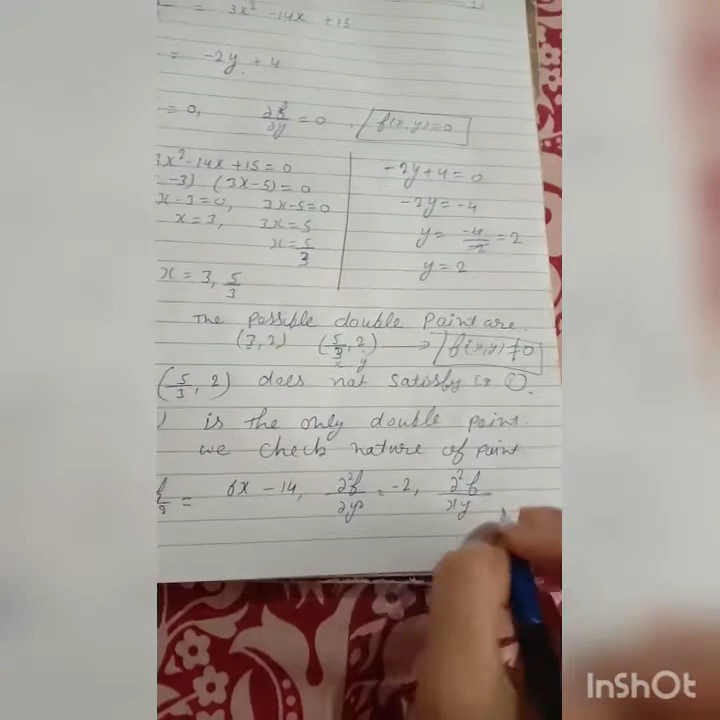 = 3x² - 14x + 15
= -2y + 4
= 0, ∂f/∂y = 0, f(x,y)=0
3x² - 14x + 15 = 0
-3) (3x-5) = 0
x-3=0, 3x-5=0
x=3, 3x=5
x=5/3
x = 3, 5/3
-2y+4=0
-2y=-4
y= -4/-2 = 2
y=2
The possible double point are
(3,2) (5/3, 2) → f(x,y)≠0
x y
(5/3, 2) does not satisfy
) is the only double point
we check nature of point
= 6x - 14, ∂²f/∂y² = -2, ∂²f/xy
InShOt